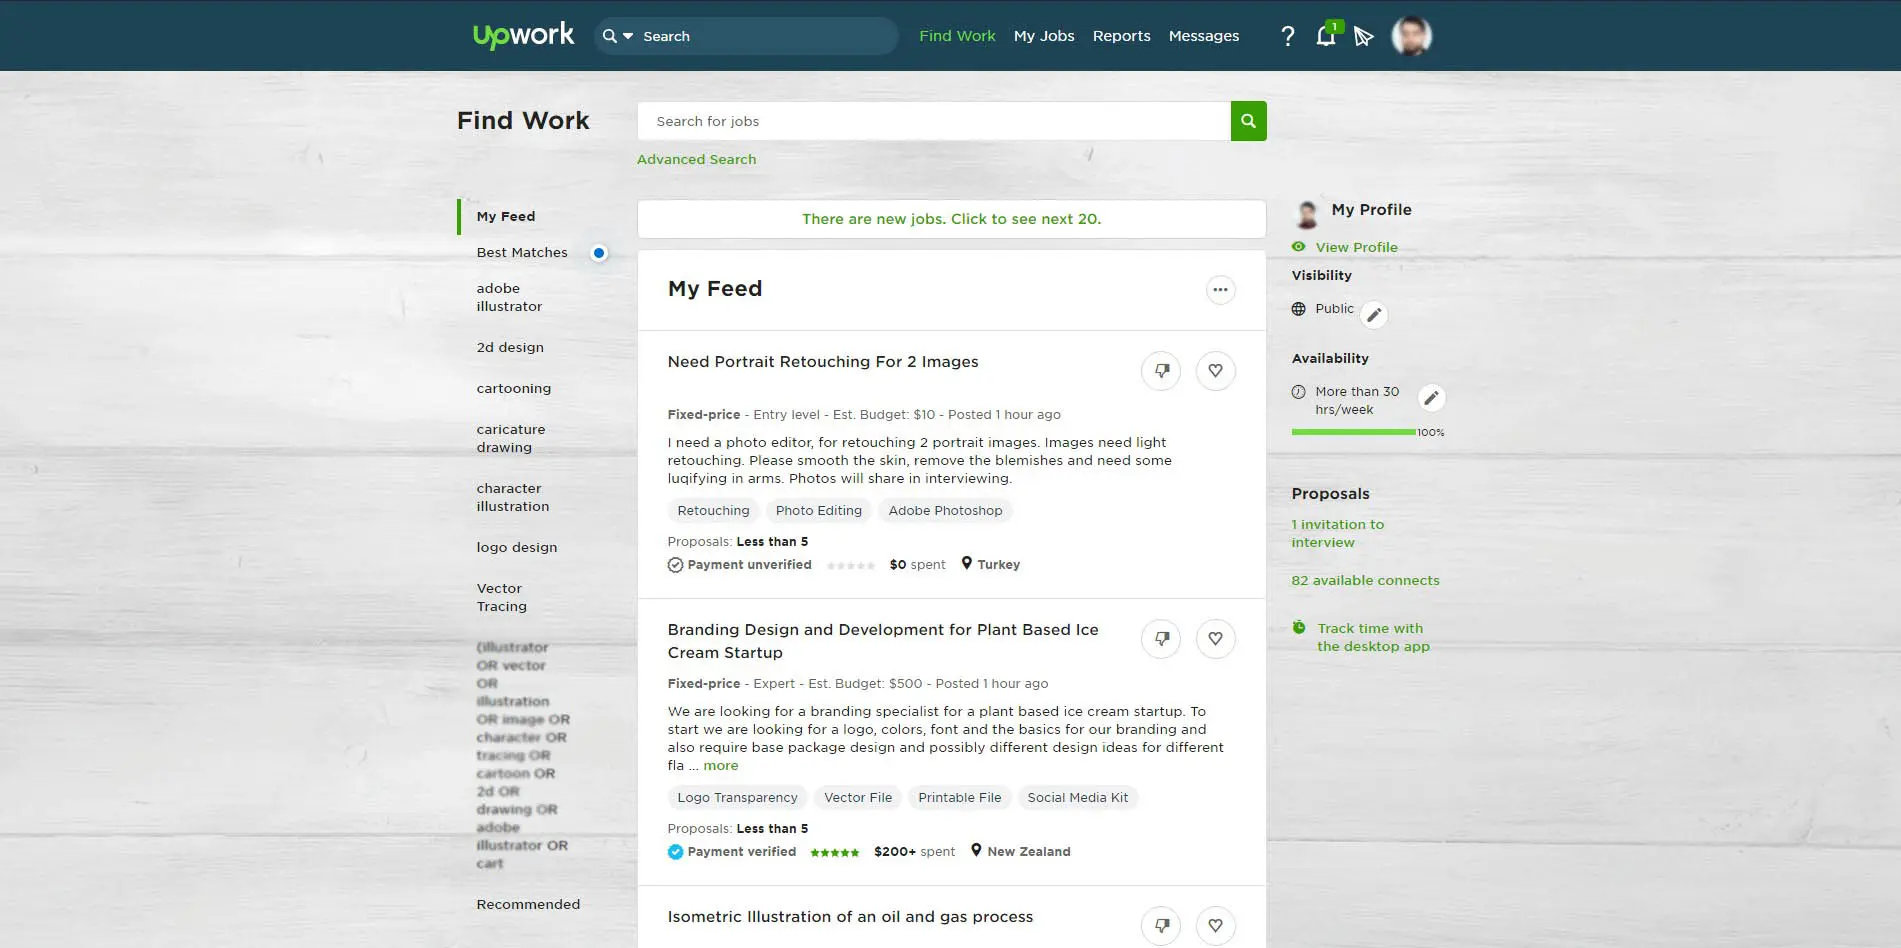 Upwork
Search
Find Work
My Jobs
Reports
Messages
?
1
Find Work
Search for jobs
Advanced Search
My Feed
Best Matches
adobe
illustrator
2d design
cartooning
caricature
drawing
character
illustration
logo design
Vector
Tracing
(illustrator
OR vector
OR
illustration
OR image OR
character OR
tracing OR
cartoon OR
2d OR
drawing OR
adobe
illustrator OR
cart
Recommended
There are new jobs. Click to see next 20.
My Feed
Need Portrait Retouching For 2 Images
Fixed-price - Entry level - Est. Budget: $10 - Posted 1 hour ago
I need a photo editor, for retouching 2 portrait images. Images need light
retouching. Please smooth the skin, remove the blemishes and need some
luqifying in arms. Photos will share in interviewing.
Retouching
Photo Editing
Adobe Photoshop
Proposals: Less than 5
Payment unverified $0 spent Turkey
Branding Design and Development for Plant Based Ice
Cream Startup
Fixed-price - Expert - Est. Budget: $500 - Posted 1 hour ago
We are looking for a branding specialist for a plant based ice cream startup. To
start we are looking for a logo, colors, font and the basics for our branding and
also require base package design and possibly different design ideas for different
fla ... more
Logo Transparency
Vector File
Printable File
Social Media Kit
Proposals: Less than 5
Payment verified $200+ spent New Zealand
Isometric Illustration of an oil and gas process
My Profile
View Profile
Visibility
Public
Availability
More than 30
hrs/week
100%
Proposals
1 invitation to
interview
82 available connects
Track time with
the desktop app